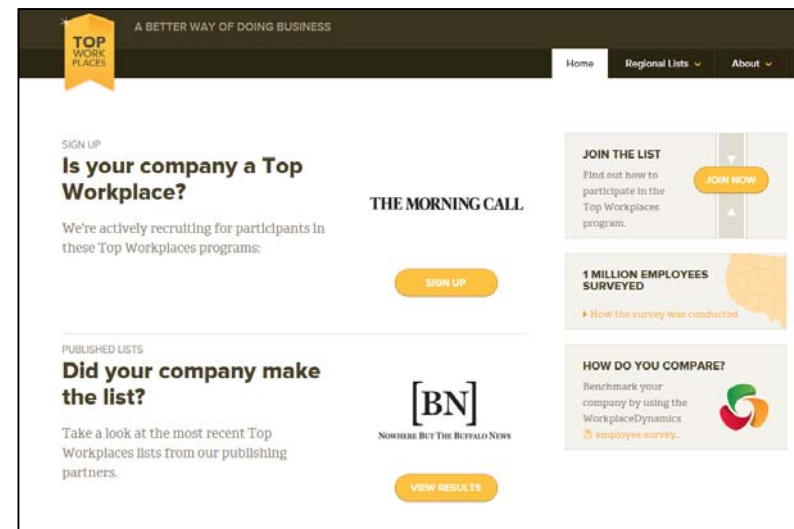 TOP
WORK
PLACES
A BETTER WAY OF DOING BUSINESS
Home Regional Lists About
SIGN UP
Is your company a Top
Workplace?
We're actively recruiting for participants in
these Top Workplaces programs:
THE MORNING CALL
SIGN UP
PUBLISHED LISTS
Did your company make
the list?
Take a look at the most recent Top
Workplaces lists from our publishing
partners.
[BN]
NOWHERE BUT THE BUFFALO NEWS
VIEW RESULTS
JOIN THE LIST
Find out how to
participate in the
Top Workplaces
program.
JOIN NOW
1 MILLION EMPLOYEES
SURVEYED
How the survey was conducted
HOW DO YOU COMPARE?
Benchmark your
company by using the
WorkplaceDynamics
employee survey..